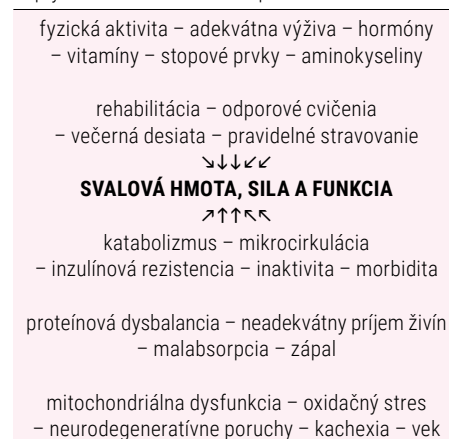 fyzická aktivita – adekvátna výživa – hormóny
– vitamíny – stopové prvky – aminokyseliny
rehabilitácia – odporové cvičenia
– večerná desiata – pravidelné stravovanie
↘↓↓↙↙
SVALOVÁ HMOTA, SILA A FUNKCIA
↗↑↑↖↖
katabolizmus – mikrocirkulácia
– inzulínová rezistencia – inaktivita – morbidita
proteínová dysbalancia – neadekvátny príjem živín
– malabsorpcia – zápal
mitochondriálna dysfunkcia – oxidačný stres
– neurodegeneratívne poruchy – kachexia – vek